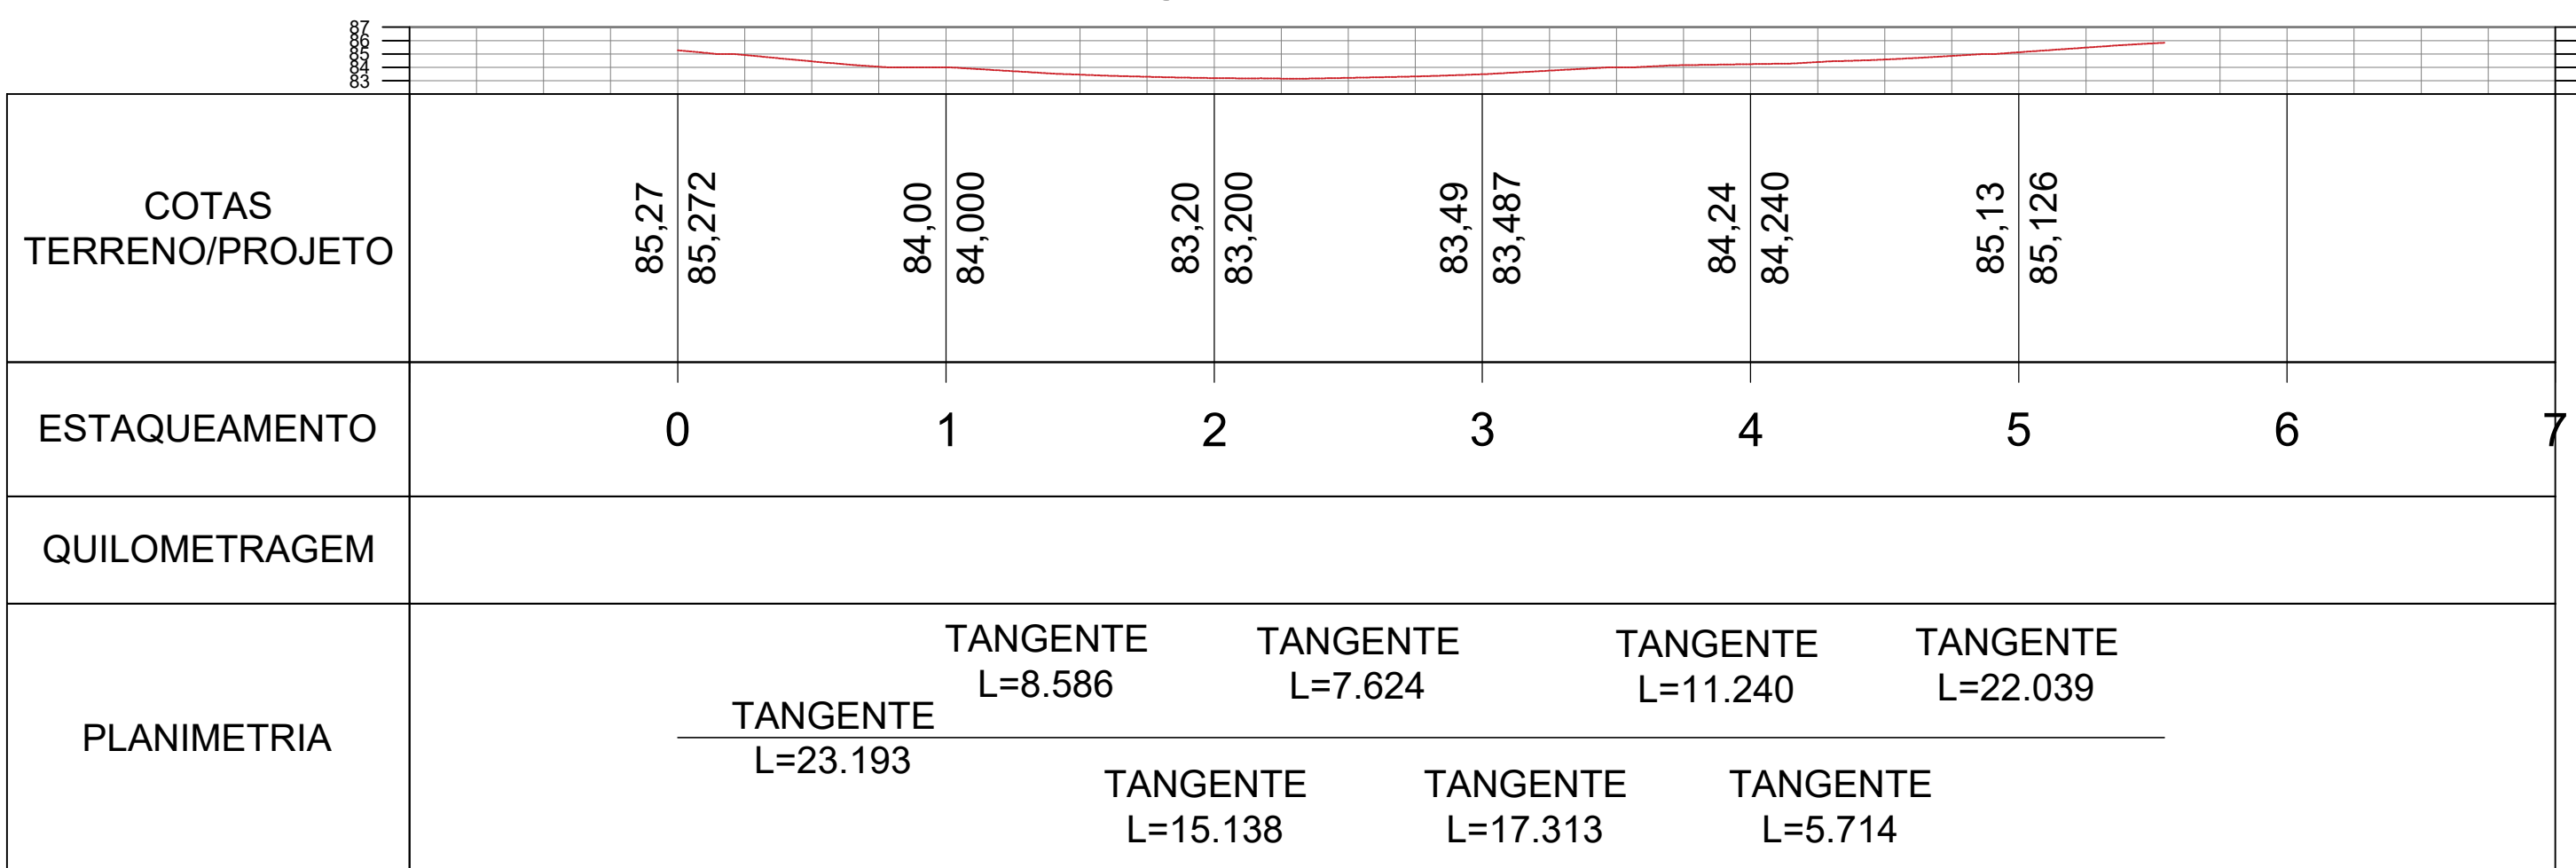 87
86
85
84
83
COTAS
TERRENO/PROJETO
85,27
85,272
84,00
84,000
83,20
83,200
83,49
83,487
84,24
84,240
85,13
85,126
ESTAQUEAMENTO
0 1 2 3 4 5 6 7
QUILOMETRAGEM
PLANIMETRIA
TANGENTE
L=23.193
TANGENTE
L=8.586
TANGENTE
L=15.138
TANGENTE
L=7.624
TANGENTE
L=17.313
TANGENTE
L=11.240
TANGENTE
L=5.714
TANGENTE
L=22.039